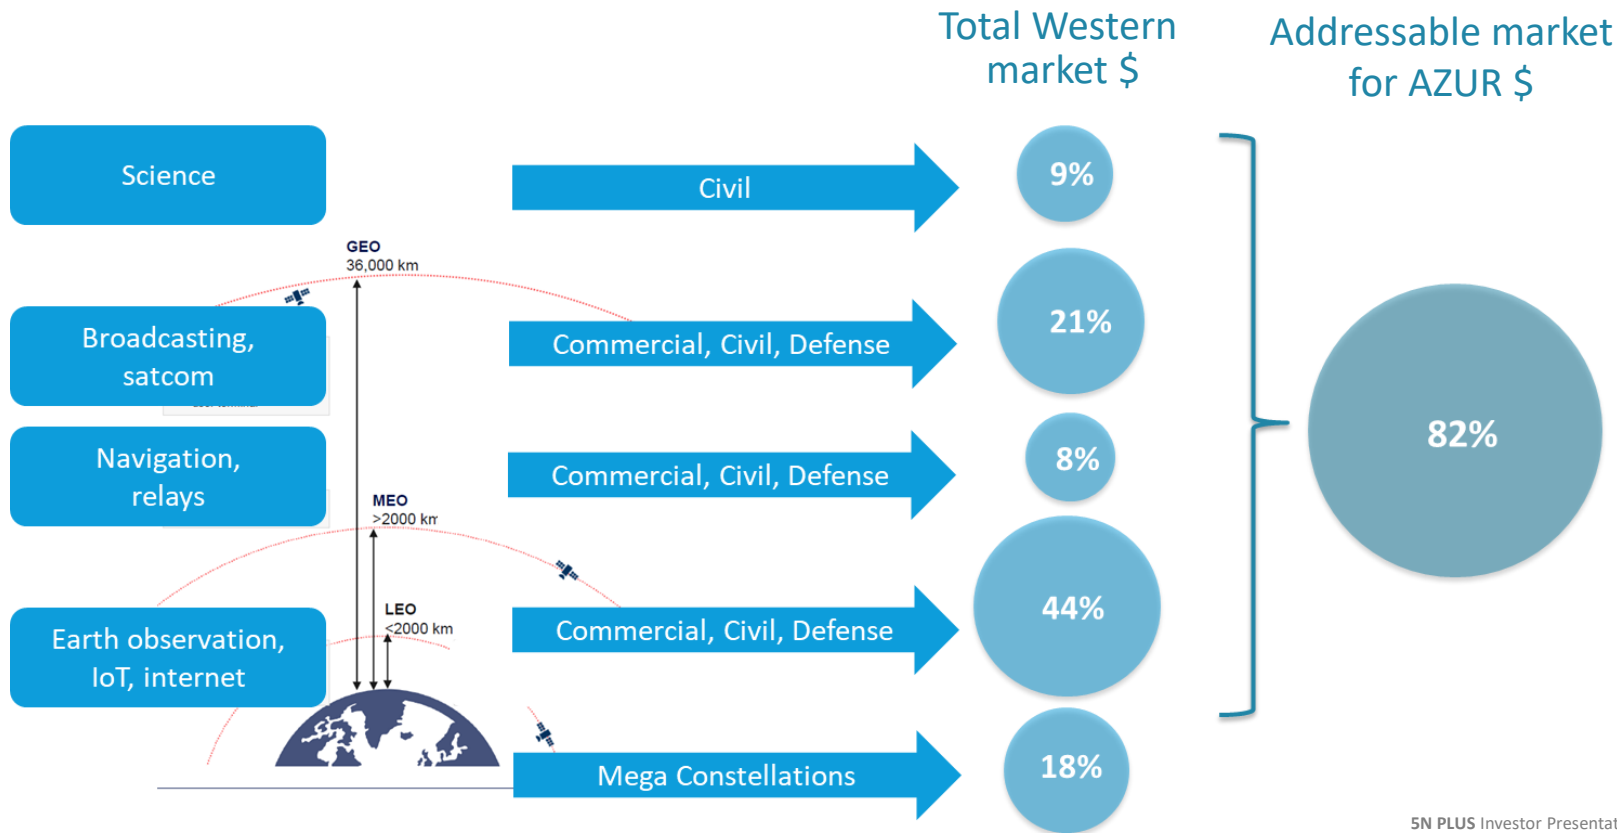 Total Western
market $
Addressable market
for AZUR $
Science
Civil
9%
GEO
36,000 km
Broadcasting,
satcom
Commercial, Civil, Defense
21%
Navigation,
relays
Commercial, Civil, Defense
8%
82%
MEO
>2000 km
LEO
<2000 km
Earth observation,
IoT, internet
Commercial, Civil, Defense
44%
Mega Constellations
18%
5N PLUS Investor Presentat